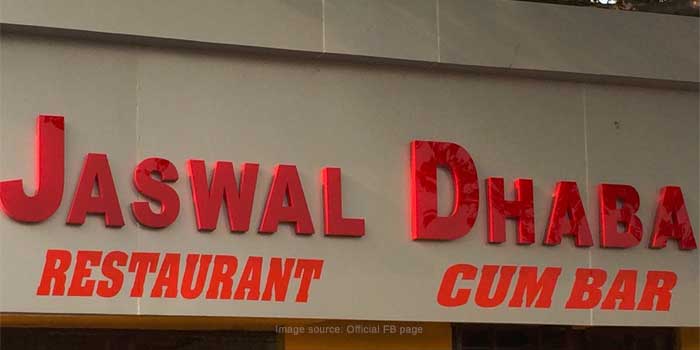 JASWAL DHABA
RESTAURANT CUM BAR
Image source: Official FB page